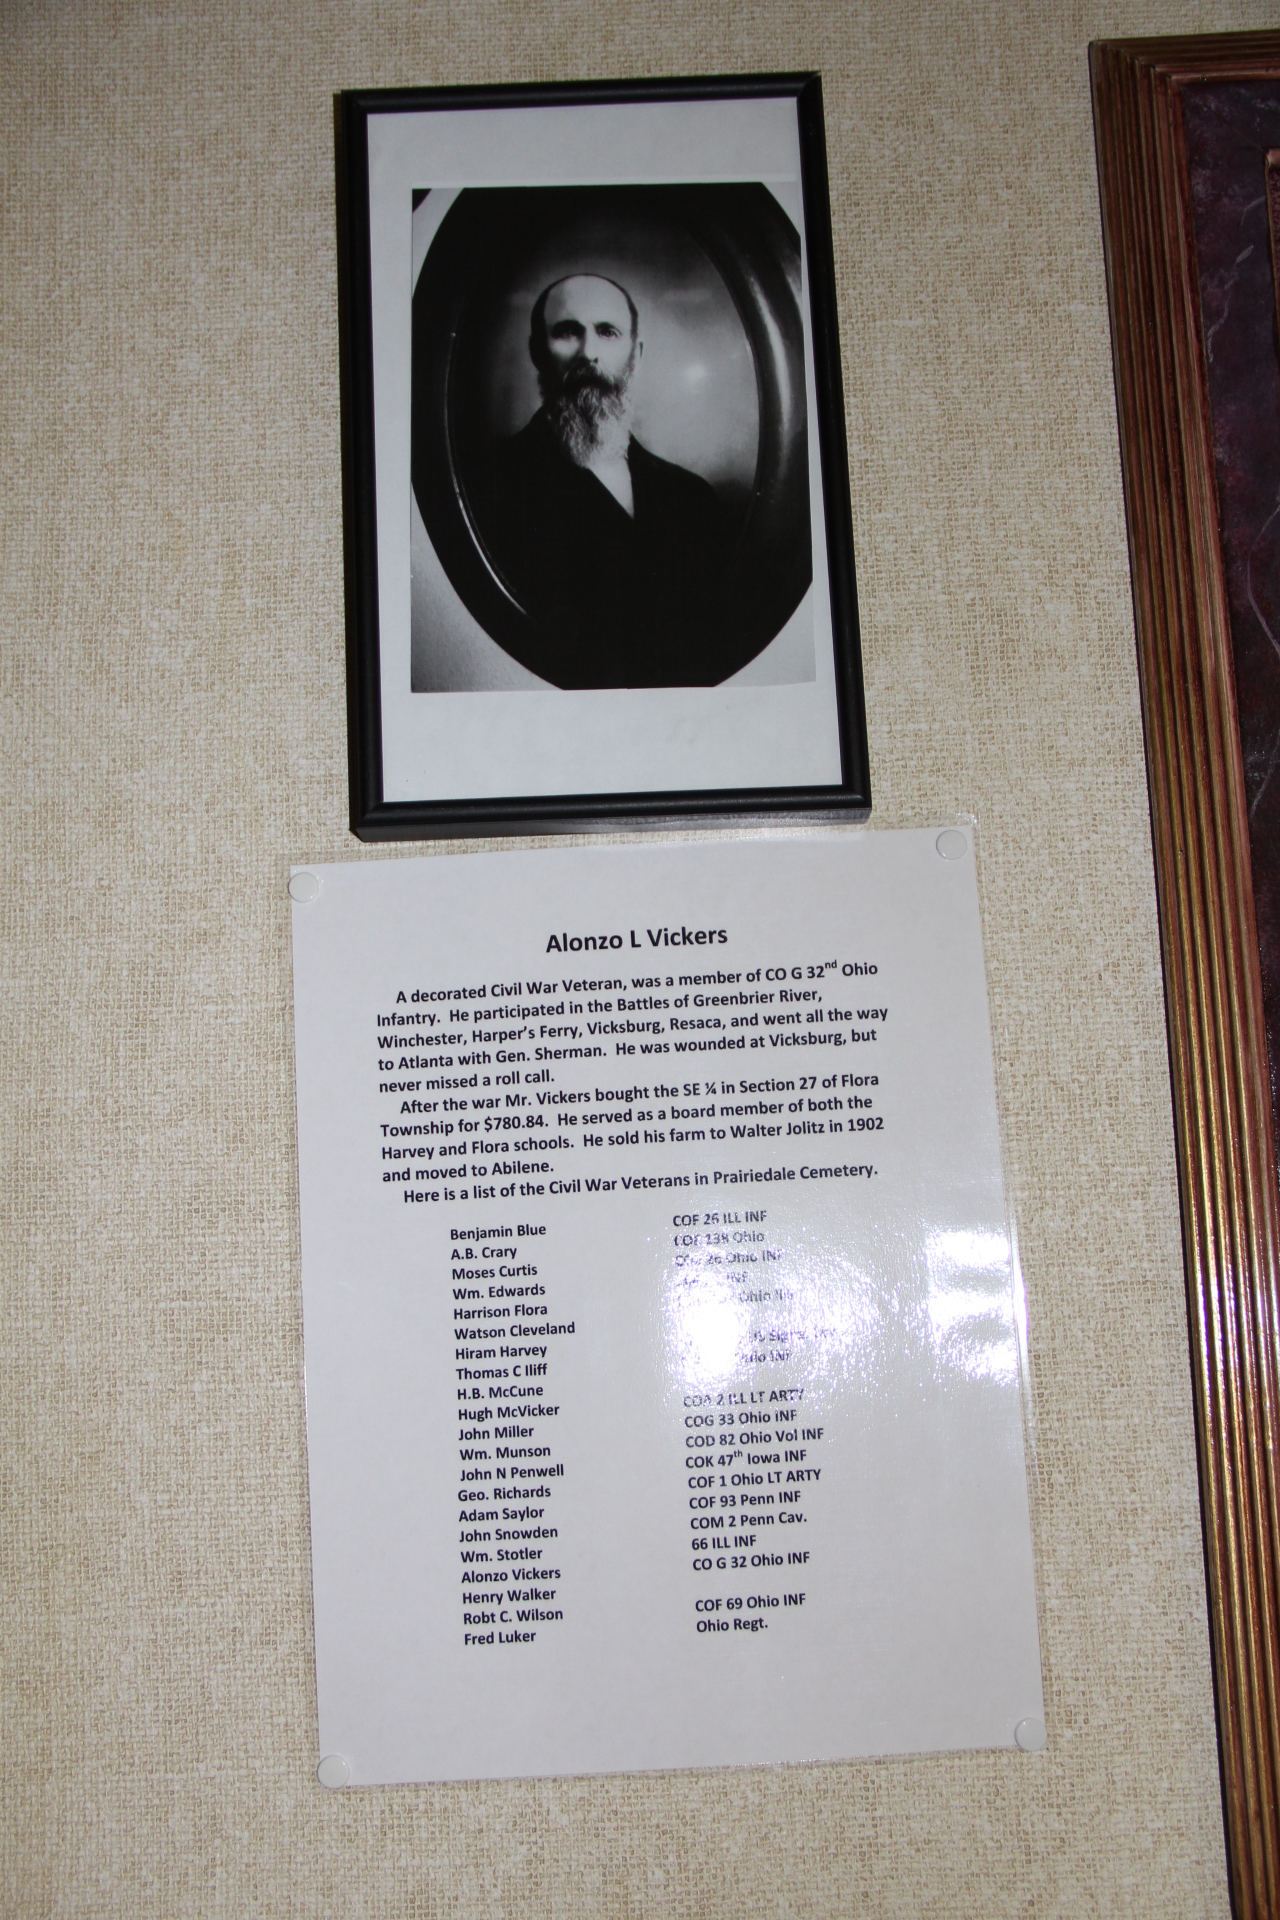 Alonzo L Vickers
A decorated Civil War Veteran, was a member of CO G 32nd Ohio
Infantry. He participated in the Battles of Greenbrier River,
Winchester, Harper's Ferry, Vicksburg, Resaca, and went all the way
to Atlanta with Gen. Sherman. He was wounded at Vicksburg, but
never missed a roll call.
After the war Mr. Vickers bought the SE ¼ in Section 27 of Flora
Township for $780.84. He served as a board member of both the
Harvey and Flora schools. He sold his farm to Walter Jolitz in 1902
and moved to Abilene.
Here is a list of the Civil War Veterans in Prairiedale Cemetery.
Benjamin Blue COF 26 ILL INF
A.B. Crary COF 138 Ohio
Moses Curtis 26 Ohio INF
Wm. Edwards INF
Harrison Flora Ohio
Watson Cleveland
Hiram Harvey
Thomas C Iliff INF
H.B. McCune
Hugh McVicker COA 2 ILL LT ARTY
John Miller COG 33 Ohio INF
Wm. Munson COD 82 Ohio Vol INF
John N Penwell COK 47th Iowa INF
Geo. Richards COF 1 Ohio LT ARTY
Adam Saylor COF 93 Penn INF
John Snowden COM 2 Penn Cav.
Wm. Stotler 66 ILL INF
Alonzo Vickers CO G 32 Ohio INF
Henry Walker
Robt C. Wilson COF 69 Ohio INF
Fred Luker Ohio Regt.